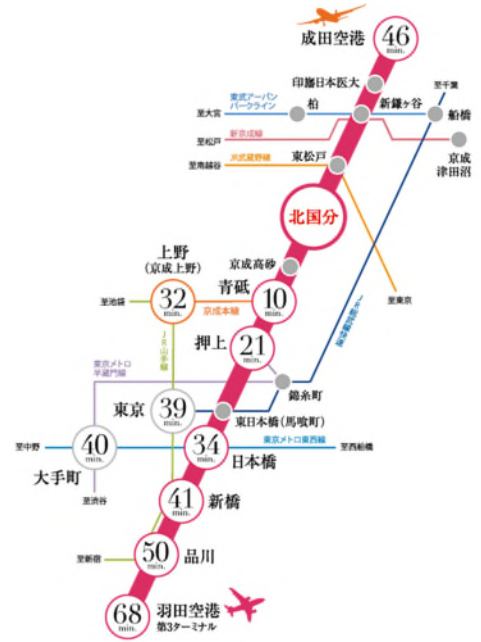 成田空港
46
min.
印旛日本医大
至千葉
東武アーバン
パークライン
柏
新鎌ヶ谷
船橋
至大宮
新京成線
至松戸
京成
津田沼
JR武蔵野線
至南越谷
東松戸
北国分
上野
(京成上野)
京成高砂
青砥
32
min.
10
min.
至池袋
京成本線
至東京
JR総武線快速
押上
21
min.
JR山手線
東京メトロ
半蔵門線
錦糸町
東京
39
min.
東日本橋(馬喰町)
至中野
40
min.
34
min.
東京メトロ東西線
至西船橋
大手町
日本橋
至渋谷
41
min.
新橋
50
min.
品川
至新宿
68
min.
羽田空港
第3ターミナル